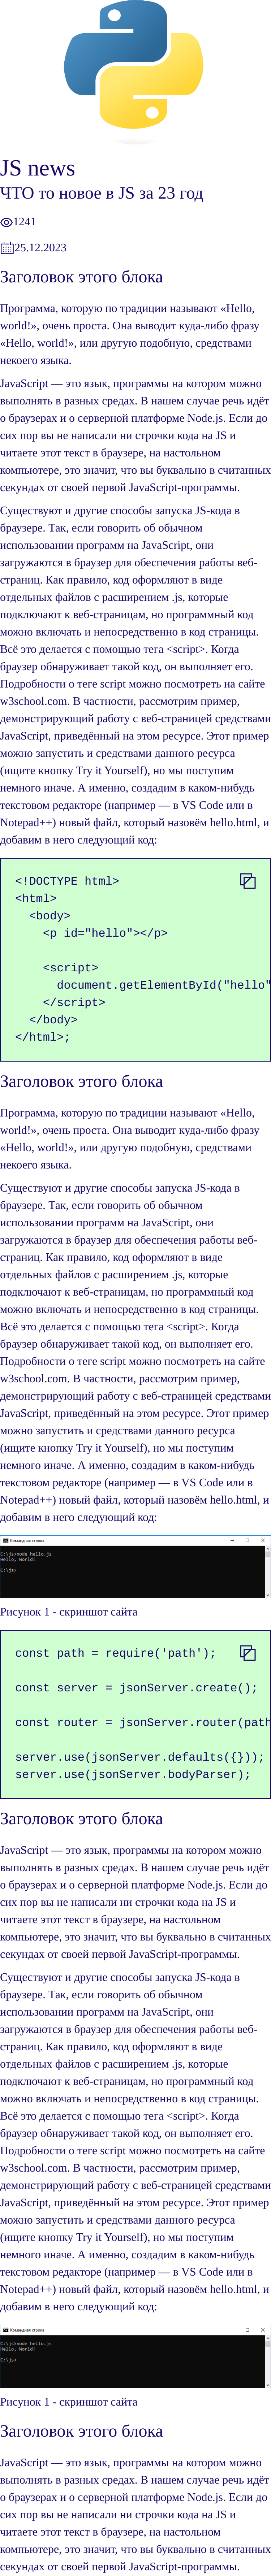 JS news
ЧТО то новое в JS за 23 год
1241
25.12.2023
Заголовок этого блока
Программа, которую по традиции называют «Hello,
world!», очень проста. Она выводит куда-либо фразу
«Hello, world!», или другую подобную, средствами
некоего языка.
JavaScript — это язык, программы на котором можно
выполнять в разных средах. В нашем случае речь идёт
о браузерах и о серверной платформе Node.js. Если до
сих пор вы не написали ни строчки кода на JS и
читаете этот текст в браузере, на настольном
компьютере, это значит, что вы буквально в считанных
секундах от своей первой JavaScript-программы.
Существуют и другие способы запуска JS-кода в
браузере. Так, если говорить об обычном
использовании программ на JavaScript, они
загружаются в браузер для обеспечения работы веб-
страниц. Как правило, код оформляют в виде
отдельных файлов с расширением .js, которые
подключают к веб-страницам, но программный код
можно включать и непосредственно в код страницы.
Всё это делается с помощью тега <script>. Когда
браузер обнаруживает такой код, он выполняет его.
Подробности о теге script можно посмотреть на сайте
w3school.com. В частности, рассмотрим пример,
демонстрирующий работу с веб-страницей средствами
JavaScript, приведённый на этом ресурсе. Этот пример
можно запустить и средствами данного ресурса
(ищите кнопку Try it Yourself), но мы поступим
немного иначе. А именно, создадим в каком-нибудь
текстовом редакторе (например — в VS Code или в
Notepad++) новый файл, который назовём hello.html, и
добавим в него следующий код:
<!DOCTYPE html>
<html>
<body>
<p id="hello"></p>
<script>
document.getElementById("hello"
</script>
</body>
</html>;
Заголовок этого блока
Программа, которую по традиции называют «Hello,
world!», очень проста. Она выводит куда-либо фразу
«Hello, world!», или другую подобную, средствами
некоего языка.
Существуют и другие способы запуска JS-кода в
браузере. Так, если говорить об обычном
использовании программ на JavaScript, они
загружаются в браузер для обеспечения работы веб-
страниц. Как правило, код оформляют в виде
отдельных файлов с расширением .js, которые
подключают к веб-страницам, но программный код
можно включать и непосредственно в код страницы.
Всё это делается с помощью тега <script>. Когда
браузер обнаруживает такой код, он выполняет его.
Подробности о теге script можно посмотреть на сайте
w3school.com. В частности, рассмотрим пример,
демонстрирующий работу с веб-страницей средствами
JavaScript, приведённый на этом ресурсе. Этот пример
можно запустить и средствами данного ресурса
(ищите кнопку Try it Yourself), но мы поступим
немного иначе. А именно, создадим в каком-нибудь
текстовом редакторе (например — в VS Code или в
Notepad++) новый файл, который назовём hello.html, и
добавим в него следующий код:
Командная строка
C:\js>node hello.js
Hello, World!
C:\js>
Рисунок 1 - скриншот сайта
const path = require('path');
const server = jsonServer.create();
const router = jsonServer.router(path
server.use(jsonServer.defaults({}));
server.use(jsonServer.bodyParser);
Заголовок этого блока
JavaScript — это язык, программы на котором можно
выполнять в разных средах. В нашем случае речь идёт
о браузерах и о серверной платформе Node.js. Если до
сих пор вы не написали ни строчки кода на JS и
читаете этот текст в браузере, на настольном
компьютере, это значит, что вы буквально в считанных
секундах от своей первой JavaScript-программы.
Существуют и другие способы запуска JS-кода в
браузере. Так, если говорить об обычном
использовании программ на JavaScript, они
загружаются в браузер для обеспечения работы веб-
страниц. Как правило, код оформляют в виде
отдельных файлов с расширением .js, которые
подключают к веб-страницам, но программный код
можно включать и непосредственно в код страницы.
Всё это делается с помощью тега <script>. Когда
браузер обнаруживает такой код, он выполняет его.
Подробности о теге script можно посмотреть на сайте
w3school.com. В частности, рассмотрим пример,
демонстрирующий работу с веб-страницей средствами
JavaScript, приведённый на этом ресурсе. Этот пример
можно запустить и средствами данного ресурса
(ищите кнопку Try it Yourself), но мы поступим
немного иначе. А именно, создадим в каком-нибудь
текстовом редакторе (например — в VS Code или в
Notepad++) новый файл, который назовём hello.html, и
добавим в него следующий код:
Командная строка
C:\js>node hello.js
Hello, World!
C:\js>
Рисунок 1 - скриншот сайта
Заголовок этого блока
JavaScript — это язык, программы на котором можно
выполнять в разных средах. В нашем случае речь идёт
о браузерах и о серверной платформе Node.js. Если до
сих пор вы не написали ни строчки кода на JS и
читаете этот текст в браузере, на настольном
компьютере, это значит, что вы буквально в считанных
секундах от своей первой JavaScript-программы.